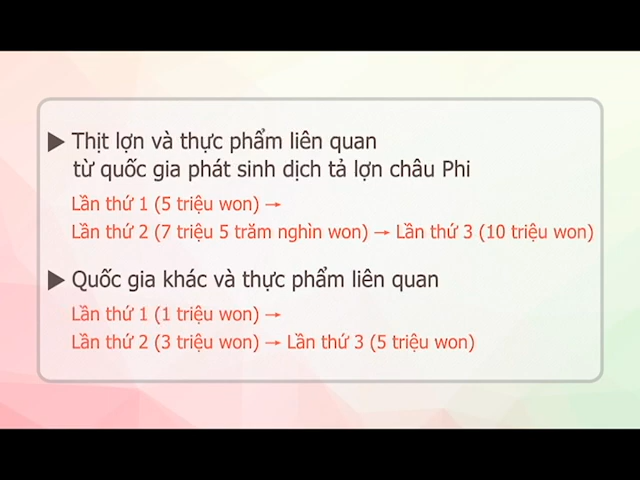 ▶ Thịt lợn và thực phẩm liên quan
từ quốc gia phát sinh dịch tả lợn châu Phi
Lần thứ 1 (5 triệu won) →
Lần thứ 2 (7 triệu 5 trăm nghìn won) → Lần thứ 3 (10 triệu won)
▶ Quốc gia khác và thực phẩm liên quan
Lần thứ 1 (1 triệu won) →
Lần thứ 2 (3 triệu won) → Lần thứ 3 (5 triệu won)